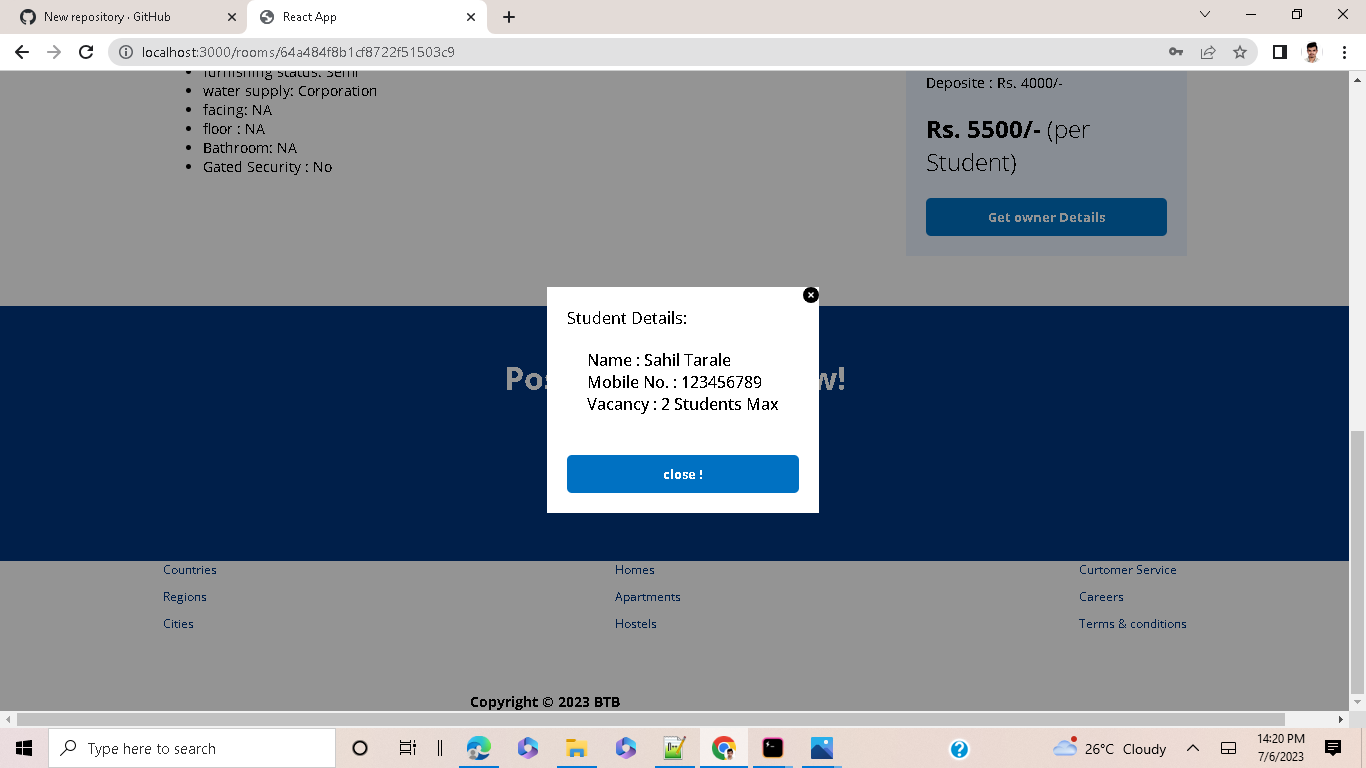 New repository · GitHub
React App
localhost:3000/rooms/64a484f8b1cf8722f51503c9
furnishing status: Semi
water supply: Corporation
facing: NA
floor : NA
Bathroom: NA
Gated Security : No
Deposite : Rs. 4000/-
Rs. 5500/- (per
Student)
Get owner Details
Student Details:
Name : Sahil Tarale
Mobile No. : 123456789
Vacancy : 2 Students Max
close !
Countries
Regions
Cities
Homes
Apartments
Hostels
Curtomer Service
Careers
Terms & conditions
Copyright © 2023 BTB
Type here to search
26°C Cloudy
14:20 PM
7/6/2023